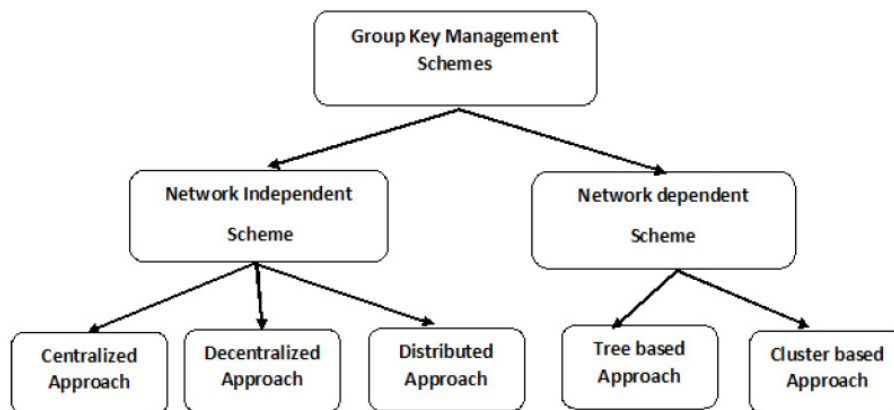 Group Key Management
Schemes
Network Independent
Scheme
Network dependent
Scheme
Centralized
Approach
Decentralized
Approach
Distributed
Approach
Tree based
Approach
Cluster based
Approach